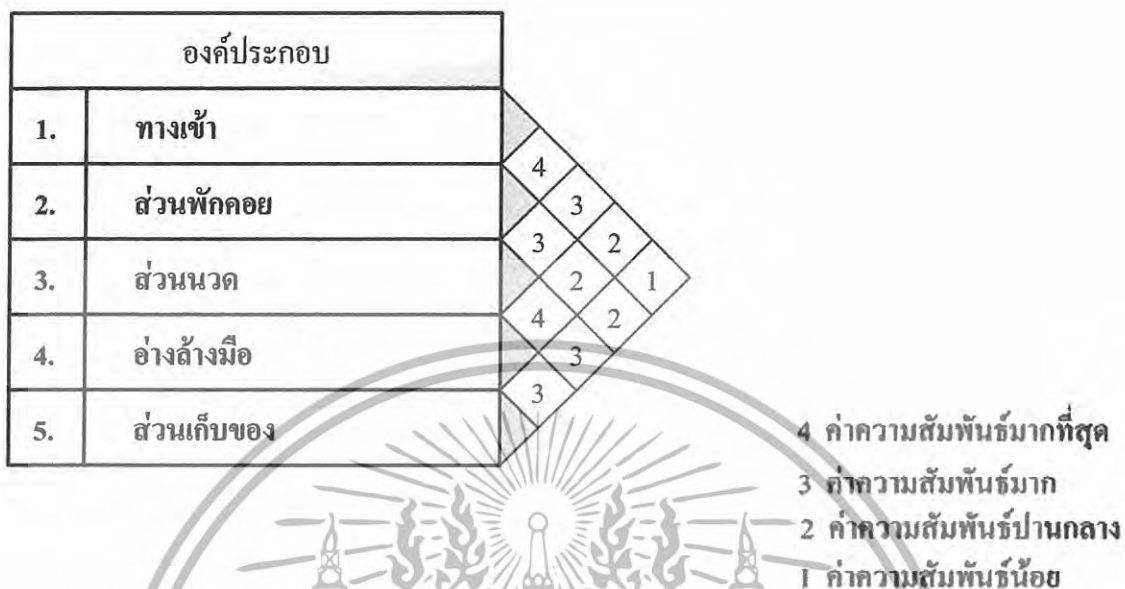 องค์ประกอบ
1. ทางเข้า
4
2. ส่วนพักคอย
3
3 2
3. ส่วนนวด
2 1
4 2
4. อ่างล้างมือ
3
3
5. ส่วนเก็บของ
4 ค่าความสัมพันธ์มากที่สุด
3 ค่าความสัมพันธ์มาก
2 ค่าความสัมพันธ์ปานกลาง
1 ค่าความสัมพันธ์น้อย